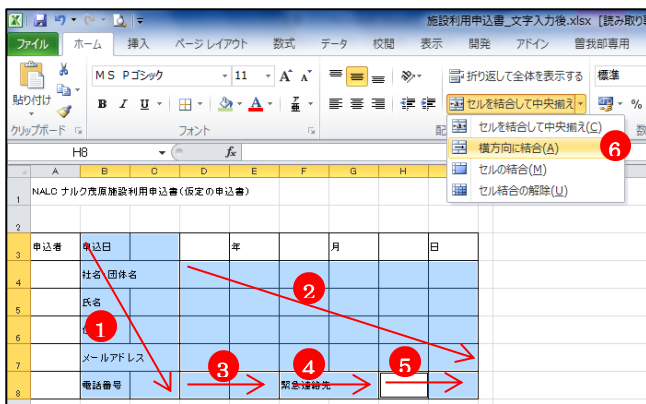 施設利用申込書_文字入力後.xlsx [読み取り
ファイル ホーム 挿入 ページ レイアウト 数式 データ 校閲 表示 開発 アドイン 曽我部専用
貼り付け MS Pゴシック 11 A A 折り返して全体を表示する 標準
B I U A 亜 セルを結合して中央揃え %
クリップボード フォント 配 数
セルを結合して中央揃え(C)
横方向に結合(A) 6
セルの結合(M)
セル結合の解除(U)
H8 fx
A B C D E F G H
1 NALC ナルク茂原施設利用申込書(仮定の申込書)
2
3 申込者 申込日 年 月 日
4 社名・団体名
2
5 氏名
6
1
7 メールアドレス
3 4 5
8 電話番号 緊急連絡先